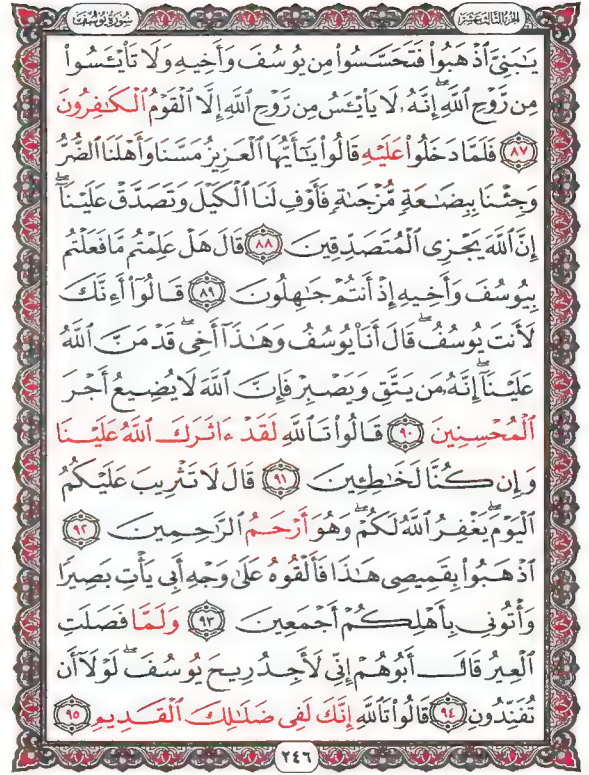 سُورَةُ يُوسُفَ
الجزء الثالث عشر
يَٰبَنِىَّ ٱذْهَبُوا۟ فَتَحَسَّسُوا۟ مِن يُوسُفَ وَأَخِيهِ وَلَا تَا۟يْـَٔسُوا۟
مِن رَّوْحِ ٱللَّهِۖ إِنَّهُۥ لَا يَا۟يْـَٔسُ مِن رَّوْحِ ٱللَّهِ إِلَّا ٱلْقَوْمُ ٱلْكَٰفِرُونَ
٨٧ فَلَمَّا دَخَلُوا۟ عَلَيْهِ قَالُوا۟ يَٰٓأَيُّهَا ٱلْعَزِيزُ مَسَّنَا وَأَهْلَنَا ٱلضُّرُّ
وَجِئْنَا بِبِضَٰعَةٍ مُّزْجَىٰةٍ فَأَوْفِ لَنَا ٱلْكَيْلَ وَتَصَدَّقْ عَلَيْنَآۖ
إِنَّ ٱللَّهَ يَجْزِى ٱلْمُتَصَدِّقِينَ ٨٨ قَالَ هَلْ عَلِمْتُم مَّا فَعَلْتُم
بِيُوسُفَ وَأَخِيهِ إِذْ أَنتُمْ جَٰهِلُونَ ٨٩ قَالُوٓا۟ أَءِنَّكَ
لَأَنتَ يُوسُفُۖ قَالَ أَنَا۠ يُوسُفُ وَهَٰذَآ أَخِىۖ قَدْ مَنَّ ٱللَّهُ
عَلَيْنَآۖ إِنَّهُۥ مَن يَتَّقِ وَيَصْبِرْ فَإِنَّ ٱللَّهَ لَا يُضِيعُ أَجْرَ
ٱلْمُحْسِنِينَ ٩٠ قَالُوا۟ تَٱللَّهِ لَقَدْ ءَاثَرَكَ ٱللَّهُ عَلَيْنَا
وَإِن كُنَّا لَخَٰطِـِٔينَ ٩١ قَالَ لَا تَثْرِيبَ عَلَيْكُمُ
ٱلْيَوْمَۖ يَغْفِرُ ٱللَّهُ لَكُمْۖ وَهُوَ أَرْحَمُ ٱلرَّٰحِمِينَ ٩٢
ٱذْهَبُوا۟ بِقَمِيصِى هَٰذَا فَأَلْقُوهُ عَلَىٰ وَجْهِ أَبِى يَأْتِ بَصِيرًا
وَأْتُونِى بِأَهْلِكُمْ أَجْمَعِينَ ٩٣ وَلَمَّا فَصَلَتِ
ٱلْعِيرُ قَالَ أَبُوهُمْ إِنِّى لَأَجِدُ رِيحَ يُوسُفَۖ لَوْلَآ أَن
تُفَنِّدُونِ ٩٤ قَالُوا۟ تَٱللَّهِ إِنَّكَ لَفِى ضَلَٰلِكَ ٱلْقَدِيمِ ٩٥
٢٤٦